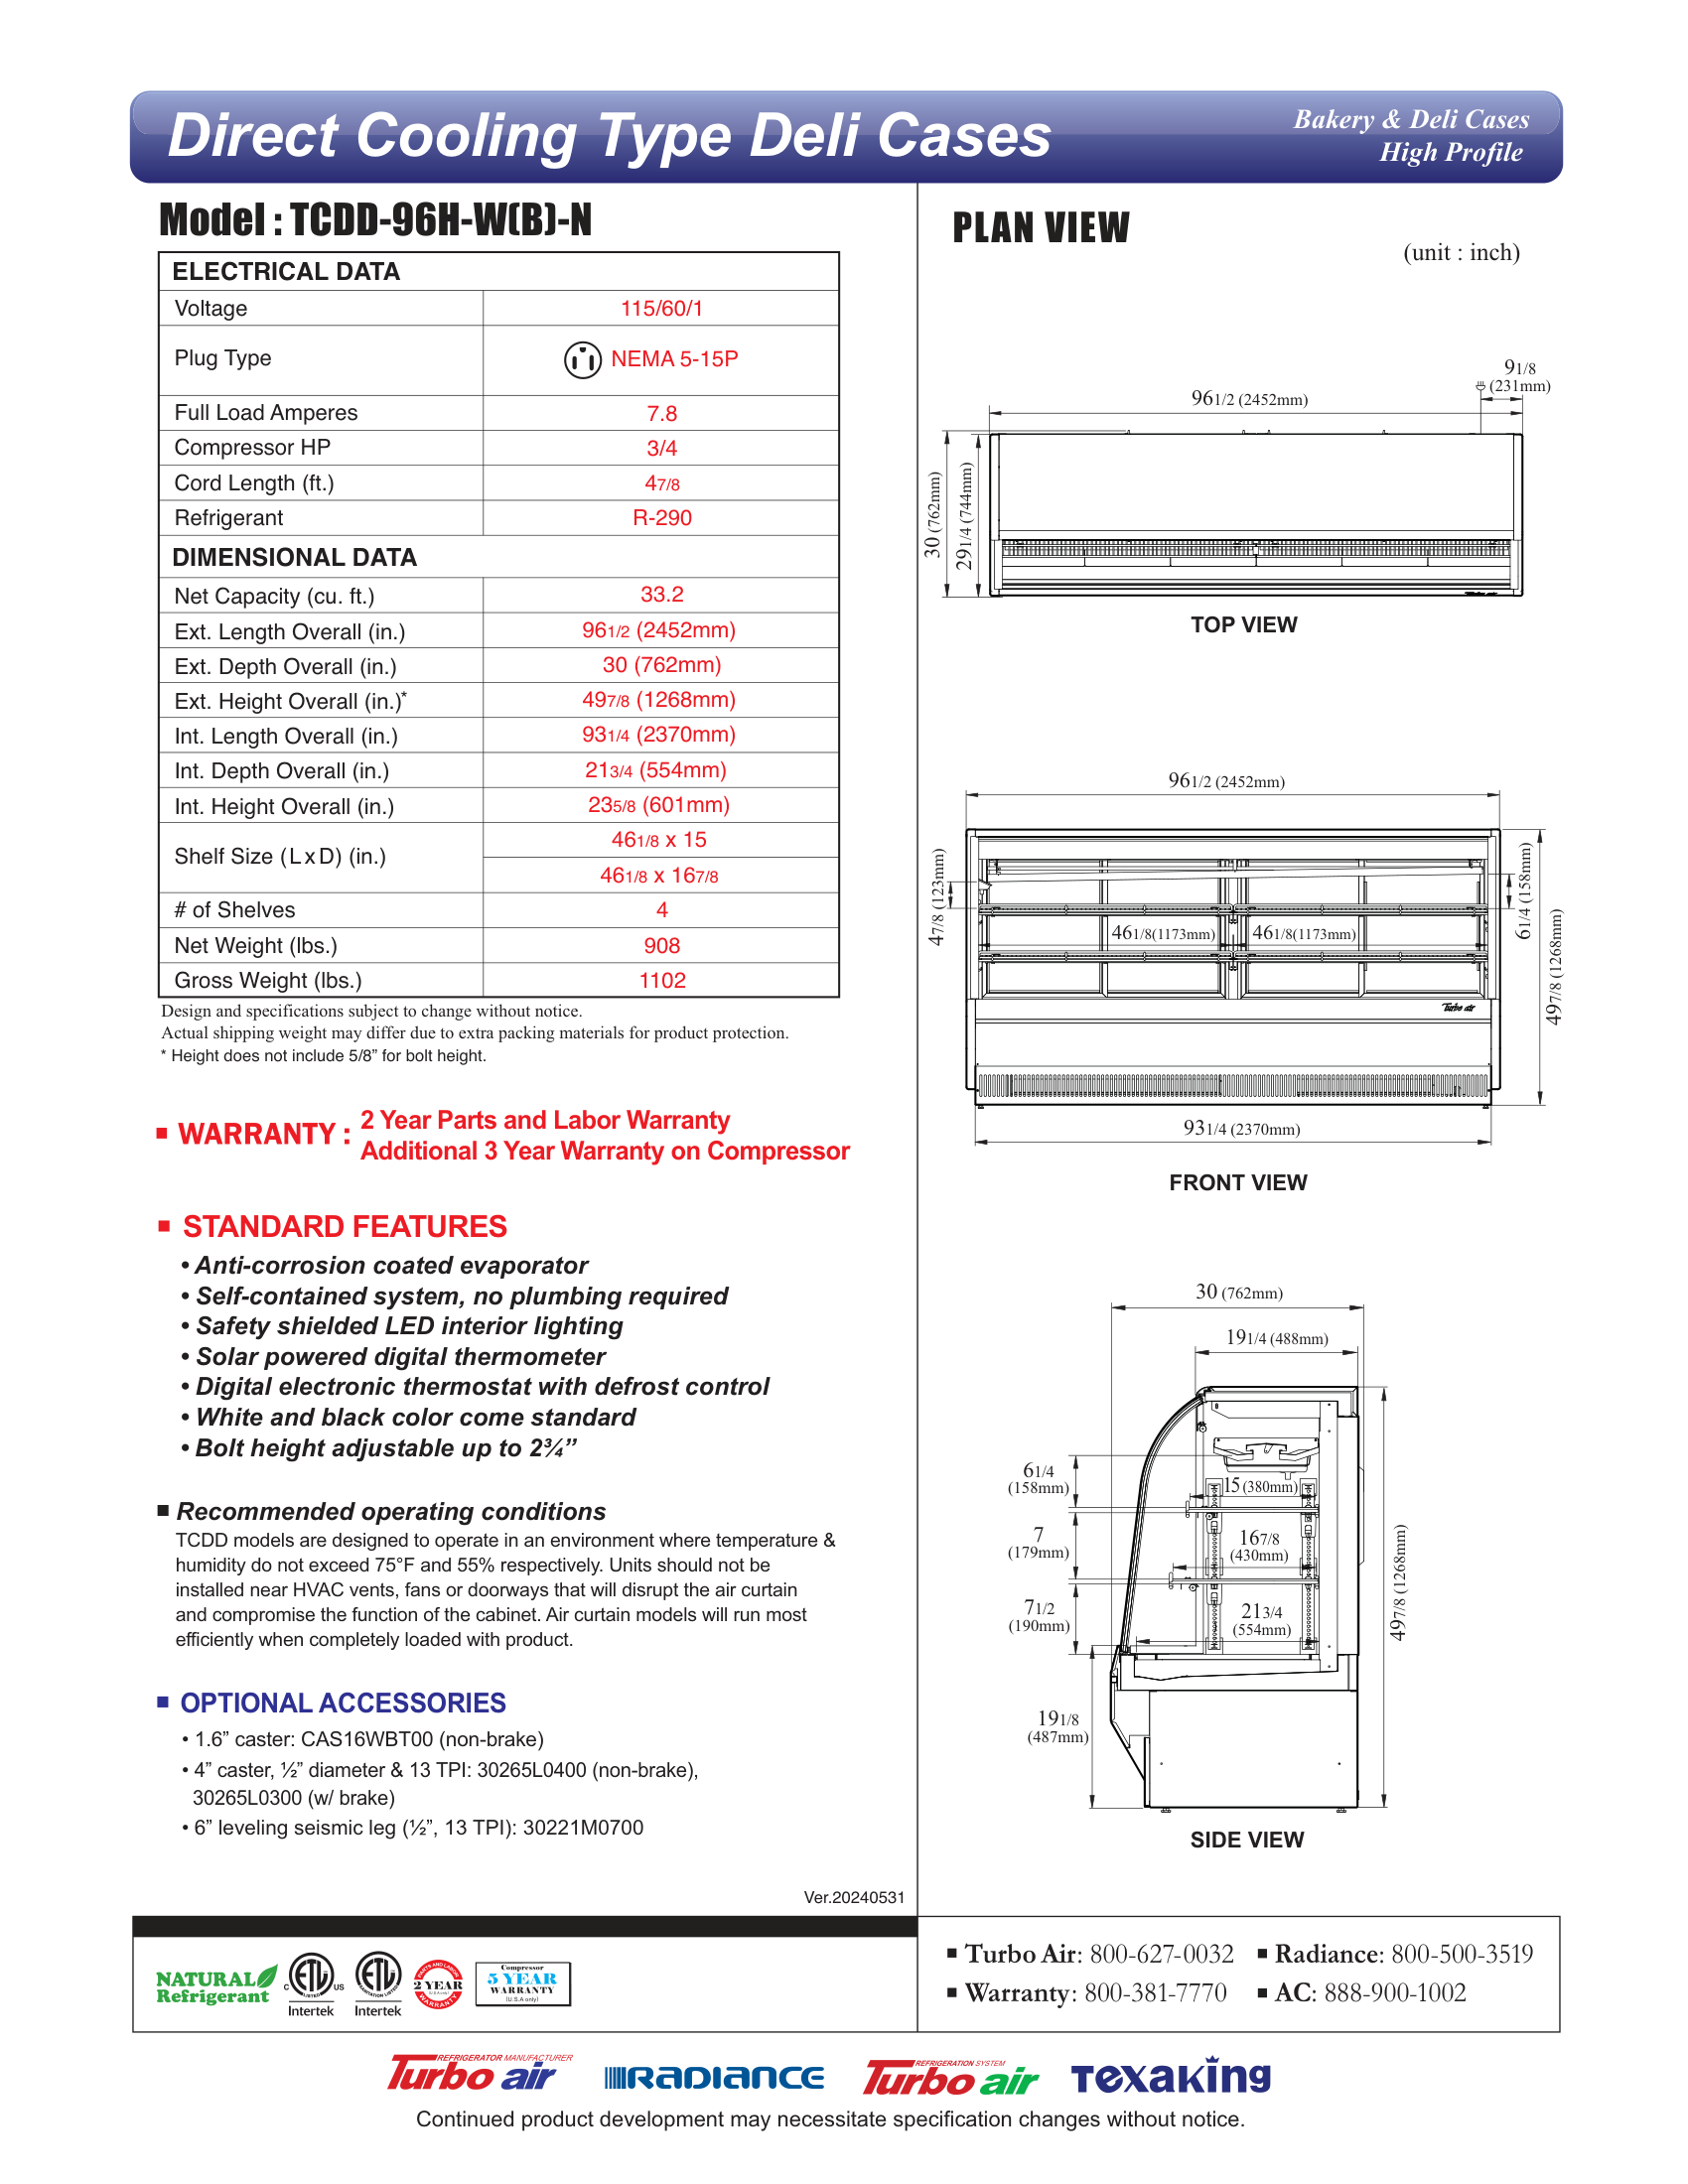 Direct Cooling Type Deli Cases
Bakery & Deli Cases
High Profile
Model : TCDD-96H-W(B)-N
ELECTRICAL DATA
Voltage 115/60/1
Plug Type NEMA 5-15P
Full Load Amperes 7.8
Compressor HP 3/4
Cord Length (ft.) 4 7/8
Refrigerant R-290
DIMENSIONAL DATA
Net Capacity (cu. ft.) 33.2
Ext. Length Overall (in.) 96 1/2 (2452mm)
Ext. Depth Overall (in.) 30 (762mm)
Ext. Height Overall (in.)* 49 7/8 (1268mm)
Int. Length Overall (in.) 93 1/4 (2370mm)
Int. Depth Overall (in.) 21 3/4 (554mm)
Int. Height Overall (in.) 23 5/8 (601mm)
Shelf Size (L x D) (in.) 46 1/8 x 15
46 1/8 x 16 7/8
# of Shelves 4
Net Weight (lbs.) 908
Gross Weight (lbs.) 1102
Design and specifications subject to change without notice.
Actual shipping weight may differ due to extra packing materials for product protection.
* Height does not include 5/8” for bolt height.
■ WARRANTY : 2 Year Parts and Labor Warranty
Additional 3 Year Warranty on Compressor
■ STANDARD FEATURES
• Anti-corrosion coated evaporator
• Self-contained system, no plumbing required
• Safety shielded LED interior lighting
• Solar powered digital thermometer
• Digital electronic thermostat with defrost control
• White and black color come standard
• Bolt height adjustable up to 2¾”
■ Recommended operating conditions
TCDD models are designed to operate in an environment where temperature &
humidity do not exceed 75°F and 55% respectively. Units should not be
installed near HVAC vents, fans or doorways that will disrupt the air curtain
and compromise the function of the cabinet. Air curtain models will run most
efficiently when completely loaded with product.
■ OPTIONAL ACCESSORIES
• 1.6” caster: CAS16WBT00 (non-brake)
• 4” caster, ½” diameter & 13 TPI: 30265L0400 (non-brake),
30265L0300 (w/ brake)
• 6” leveling seismic leg (½”, 13 TPI): 30221M0700
Ver.20240531
PLAN VIEW
(unit : inch)
9 1/8
(231mm)
96 1/2 (2452mm)
30 (762mm)
29 1/4 (744mm)
Turbo air
TOP VIEW
96 1/2 (2452mm)
4 7/8 (123mm)
6 1/4 (158mm)
46 1/8(1173mm)
46 1/8(1173mm)
49 7/8 (1268mm)
Turbo air
93 1/4 (2370mm)
FRONT VIEW
30 (762mm)
19 1/4 (488mm)
6 1/4
(158mm)
15 (380mm)
7
(179mm)
16 7/8
(430mm)
7 1/2
(190mm)
21 3/4
(554mm)
49 7/8 (1268mm)
19 1/8
(487mm)
SIDE VIEW
NATURAL
Refrigerant
C ETL US
LISTED
Intertek
ETL
SANITATION LISTED
Intertek
PARTS AND LABOR
2 YEAR
(U.S.A only)
WARRANTY
Compressor
5 YEAR
WARRANTY
(U.S.A only)
■ Turbo Air: 800-627-0032 ■ Radiance: 800-500-3519
■ Warranty: 800-381-7770 ■ AC: 888-900-1002
REFRIGERATOR MANUFACTURER
Turbo air
RADIANCE
REFRIGERATION SYSTEM
Turbo air
Texaking
Continued product development may necessitate specification changes without notice.